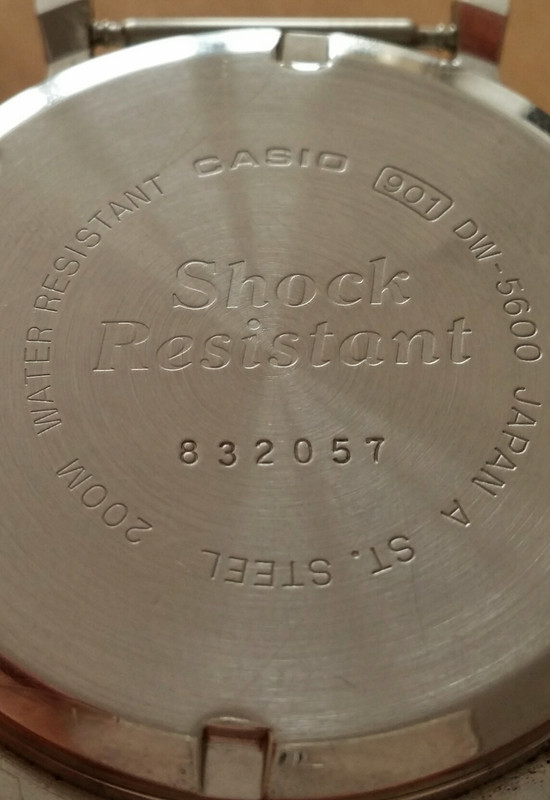 CASIO
901
DW-5600
JAPAN A
ST. STEEL
200M WATER RESISTANT
Shock
Resistant
832057